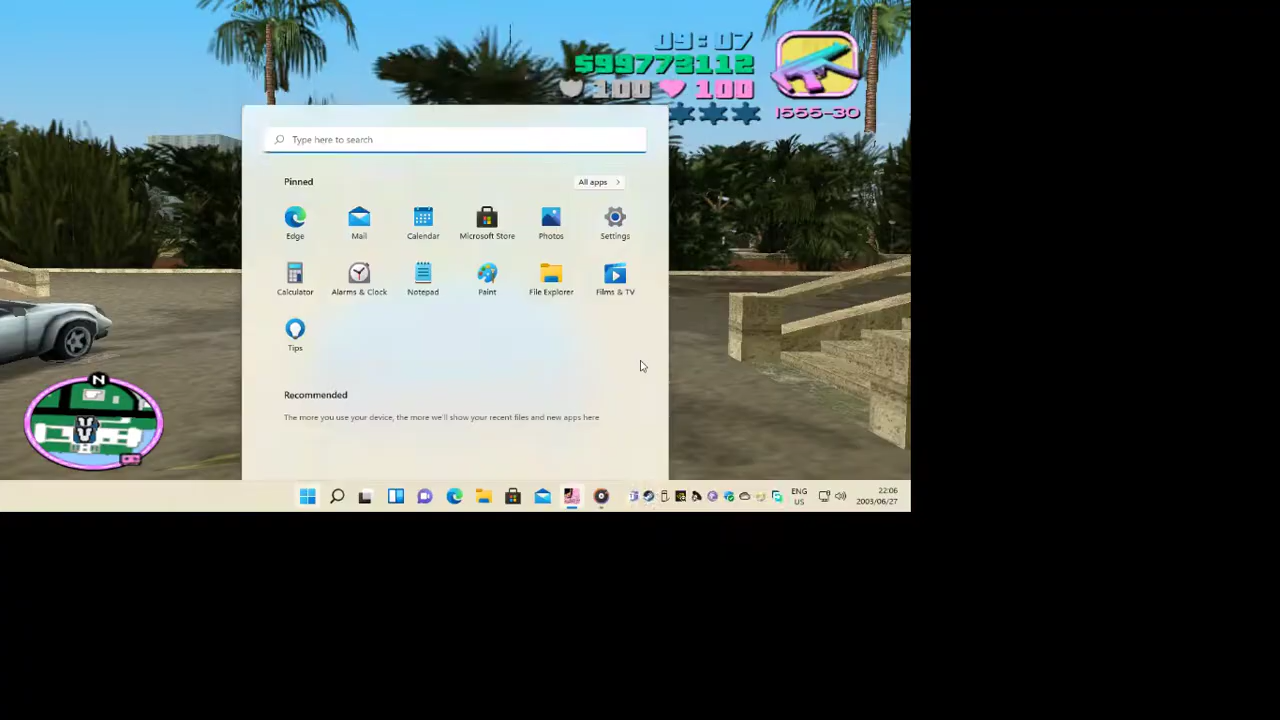 09:07
$99773112
100 100
1555-30
Type here to search
Pinned
All apps
Edge Mail Calendar Microsoft Store Photos Settings
Calculator Alarms & Clock Notepad Paint File Explorer Films & TV
Tips
Recommended
The more you use your device, the more we'll show your recent files and new apps here
N
ENG
US
22:06
2003/06/27